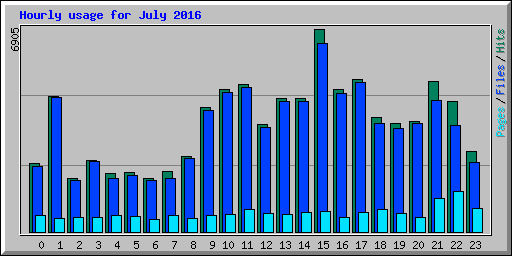 Hourly usage for July 2016
6905
Pages / Files / Hits
0 1 2 3 4 5 6 7 8 9 10 11 12 13 14 15 16 17 18 19 20 21 22 23